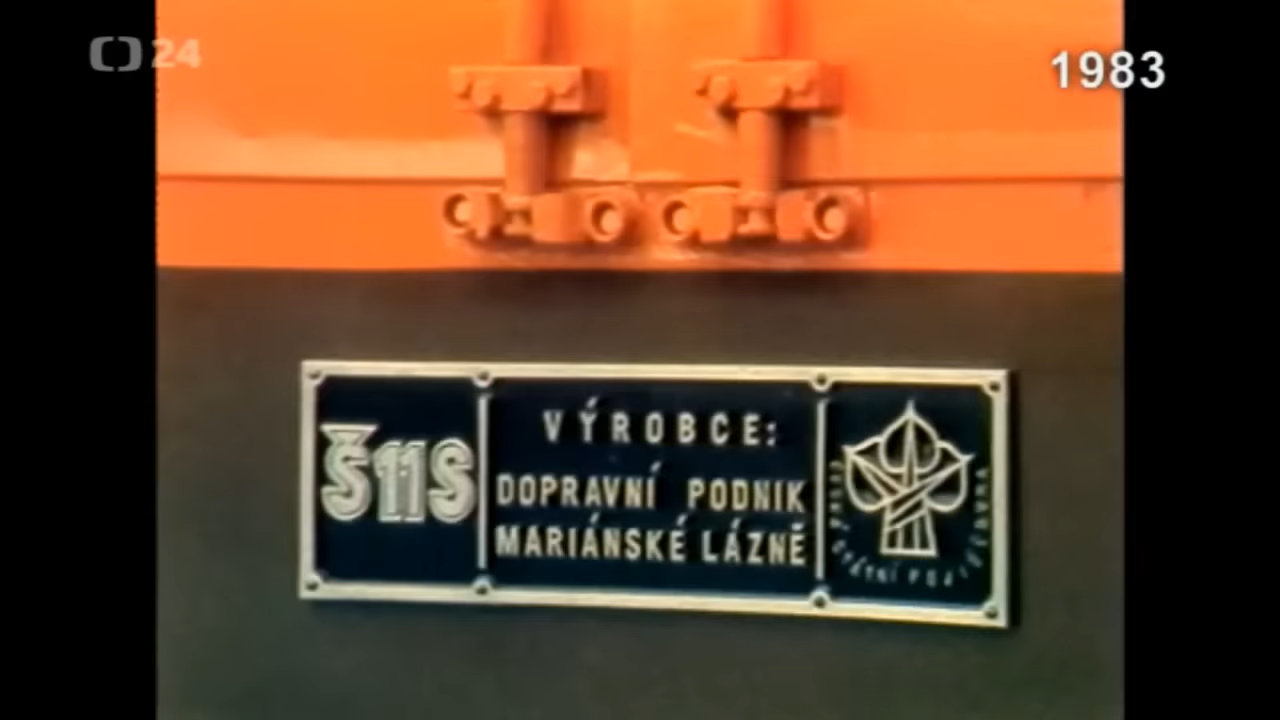 24
1983
Š11S
VÝROBCE:
DOPRAVNÍ PODNIK
MARIÁNSKÉ LÁZNĚ